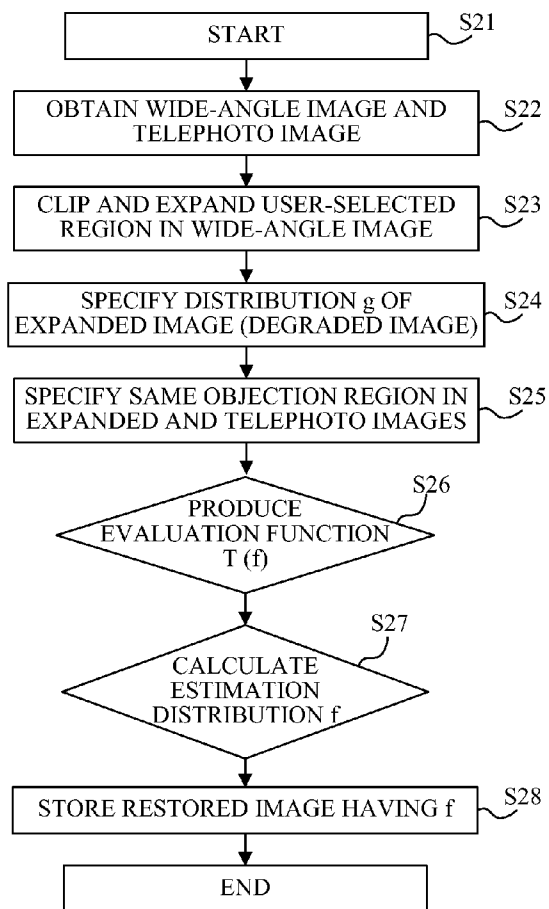 START
S21
OBTAIN WIDE-ANGLE IMAGE AND
TELEPHOTO IMAGE
S22
CLIP AND EXPAND USER-SELECTED
REGION IN WIDE-ANGLE IMAGE
S23
SPECIFY DISTRIBUTION g OF
EXPANDED IMAGE (DEGRADED IMAGE)
S24
SPECIFY SAME OBJECTION REGION IN
EXPANDED AND TELEPHOTO IMAGES
S25
PRODUCE
EVALUATION FUNCTION
T (f)
S26
CALCULATE
ESTIMATION
DISTRIBUTION f
S27
STORE RESTORED IMAGE HAVING f
S28
END